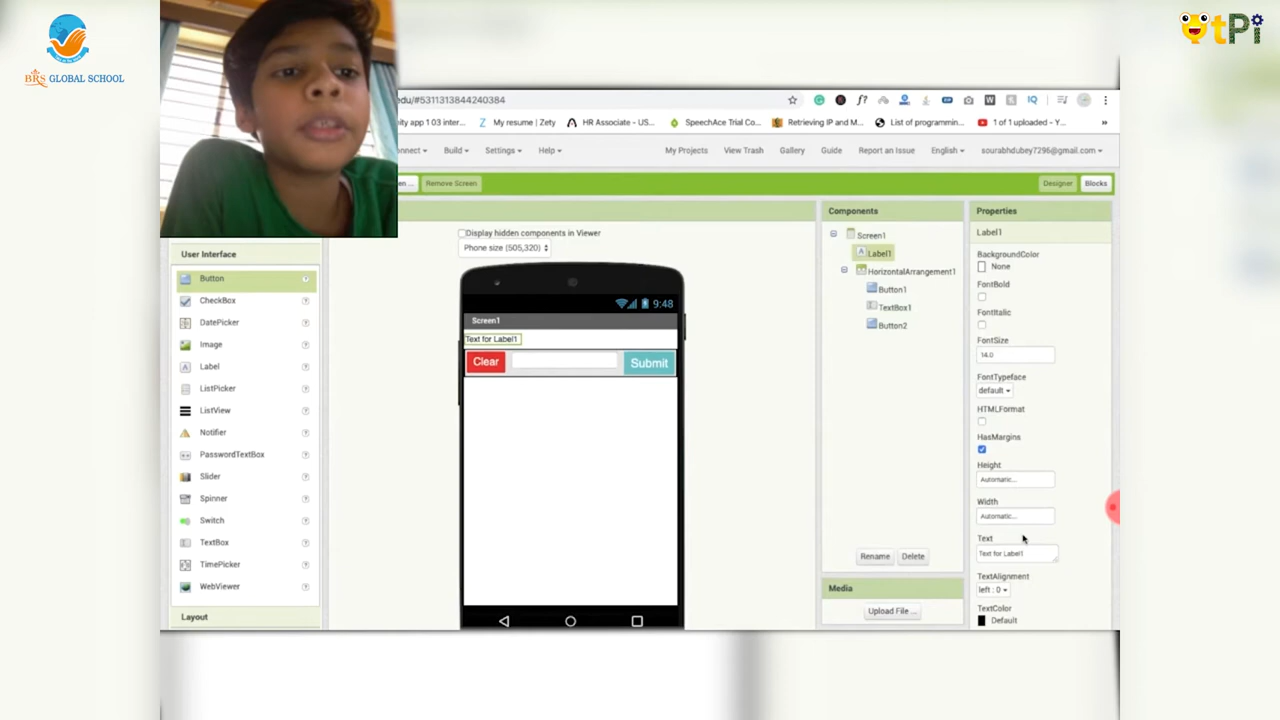 BRS GLOBAL SCHOOL
tPi
edu/#5311313844240384
nity app 1 03 inter...
My resume | Zety
HR Associate - US...
SpeechAce Trial Co...
Retrieving IP and M...
List of programmin...
1 of 1 uploaded - Y...
»
onnect
Build
Settings
Help
My Projects
View Trash
Gallery
Guide
Report an Issue
English
sourabhdubey7296@gmail.com
en ...
Remove Screen
Designer
Blocks
User Interface
Button
CheckBox
DatePicker
Image
Label
ListPicker
ListView
Notifier
PasswordTextBox
Slider
Spinner
Switch
TextBox
TimePicker
WebViewer
Layout
Display hidden components in Viewer
Phone size (505,320)
9:48
Screen1
Text for Label1
Clear
Submit
Components
Screen1
Label1
HorizontalArrangement1
Button1
TextBox1
Button2
Rename
Delete
Media
Upload File ...
Properties
Label1
BackgroundColor
None
FontBold
FontItalic
FontSize
14.0
FontTypeface
default
HTMLFormat
HasMargins
Height
Automatic...
Width
Automatic...
Text
Text for Label1
TextAlignment
left : 0
TextColor
Default